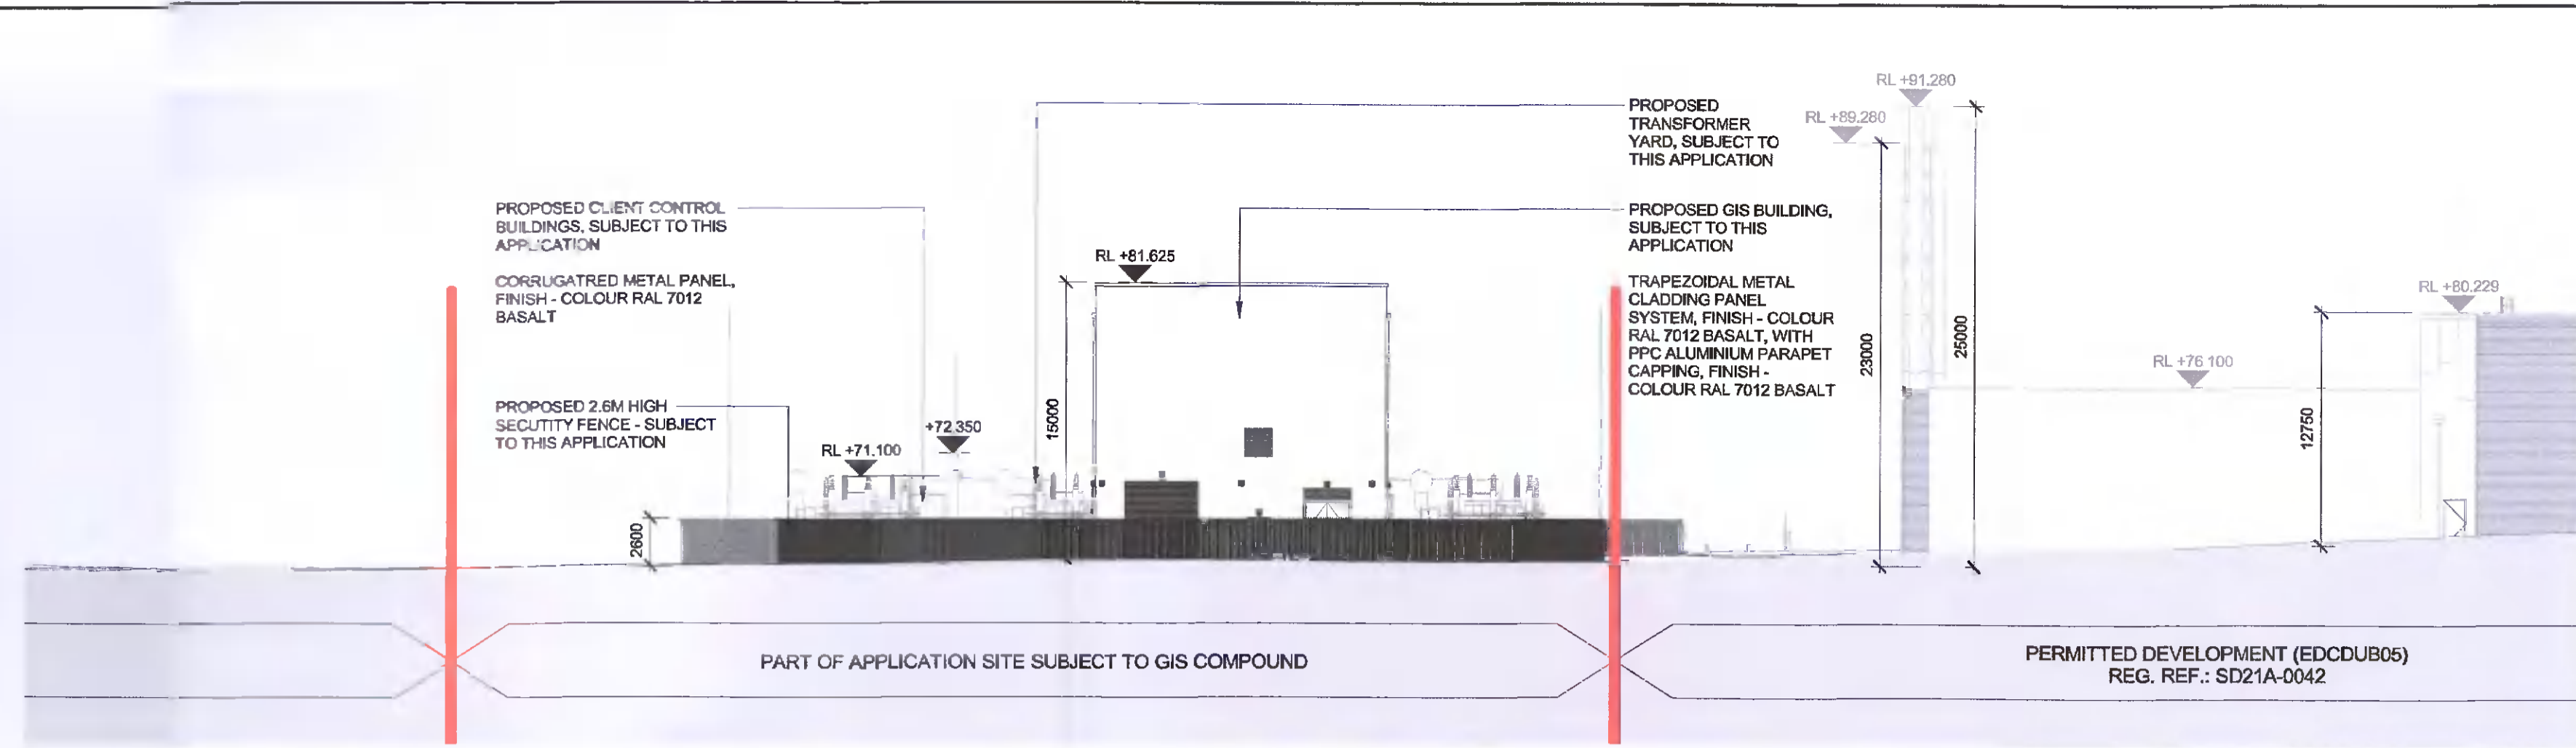 PROPOSED CLIENT CONTROL
BUILDINGS, SUBJECT TO THIS
APPLICATION
CORRUGATRED METAL PANEL,
FINISH - COLOUR RAL 7012
BASALT
PROPOSED 2.6M HIGH
SECUTITY FENCE - SUBJECT
TO THIS APPLICATION
2600
RL +71.100
+72.350
15000
RL +81.625
PROPOSED
TRANSFORMER
YARD, SUBJECT TO
THIS APPLICATION
PROPOSED GIS BUILDING,
SUBJECT TO THIS
APPLICATION
TRAPEZOIDAL METAL
CLADDING PANEL
SYSTEM, FINISH - COLOUR
RAL 7012 BASALT, WITH
PPC ALUMINIUM PARAPET
CAPPING, FINISH -
COLOUR RAL 7012 BASALT
RL +89.280
RL +91.280
23000
25000
RL +76.100
12750
RL +80.229
PART OF APPLICATION SITE SUBJECT TO GIS COMPOUND
PERMITTED DEVELOPMENT (EDCDUB05)
REG. REF.: SD21A-0042